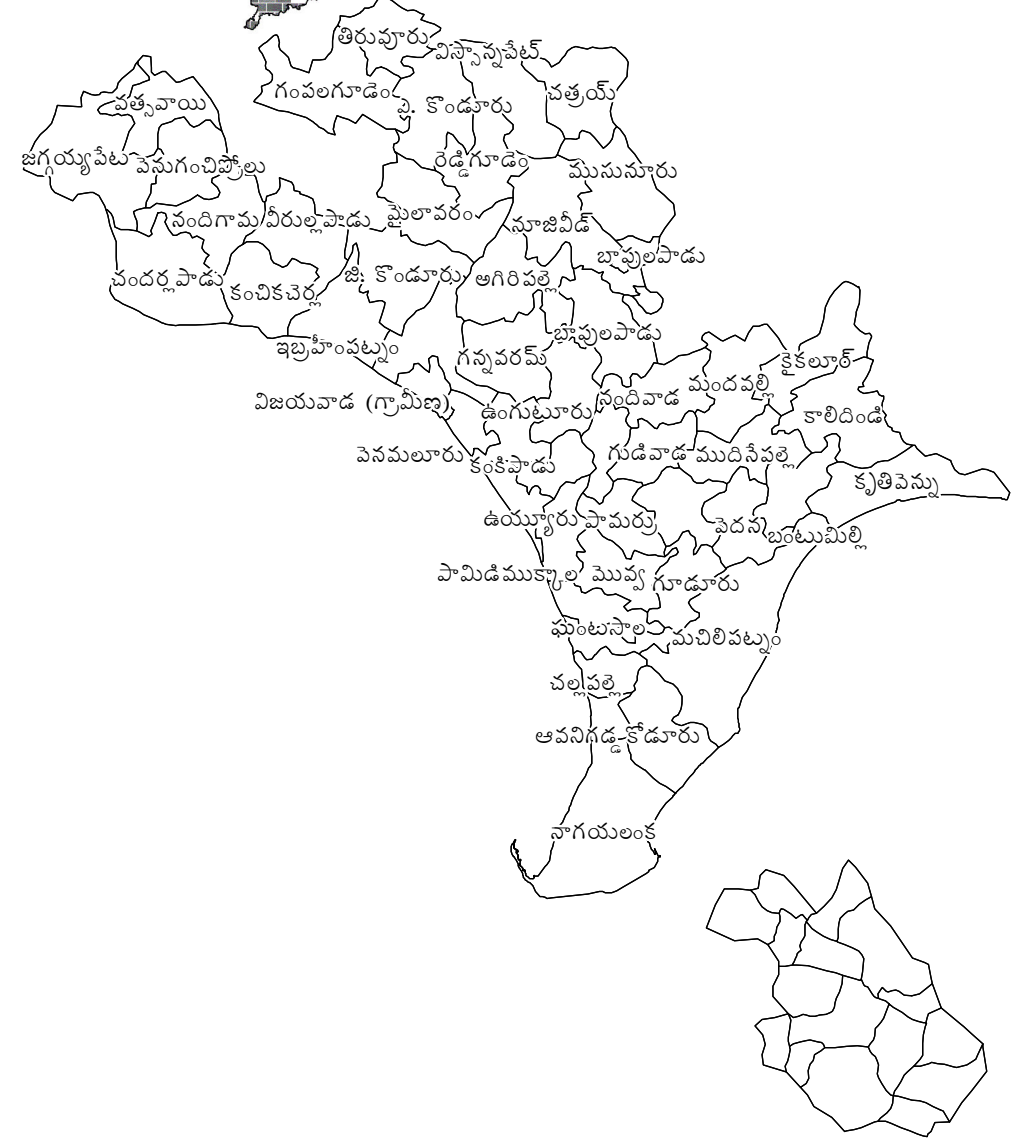 తిరువూరు
విస్సాన్నపేట్
గంపలగూడెం
చత్రయ్
వత్సవాయి
ఎ. కొండూరు
జగ్గయ్యపేట
పెనుగంచిప్రోలు
రెడ్డిగూడెం
ముసునూరు
నందిగామ
వీరుల్లపాడు
మైలావరం
నూజివీడ్
బాపులపాడు
చందర్లపాడు
కంచికచెర్ల
జి. కొండూరు
అగిరిపల్లె
ఇబ్రహీంపట్నం
గన్నవరమ్
బాపులపాడు
కైకలూర్
మందవల్లి
విజయవాడ (గ్రామీణ)
ఉంగుటూరు
నందివాడ
కాలిదిండి
పెనమలూరు
కంకిపాడు
గుడివాడ
ముదినేపల్లె
కృతివెన్ను
ఉయ్యూరు
పామర్రు
పెదన
బంటుమిల్లి
పామిడిముక్కాల
మొవ్వ
గూడూరు
ఘంటసాల
మచిలిపట్నం
చల్లపల్లె
ఆవనిగడ్డ
కోడూరు
నాగయలంక